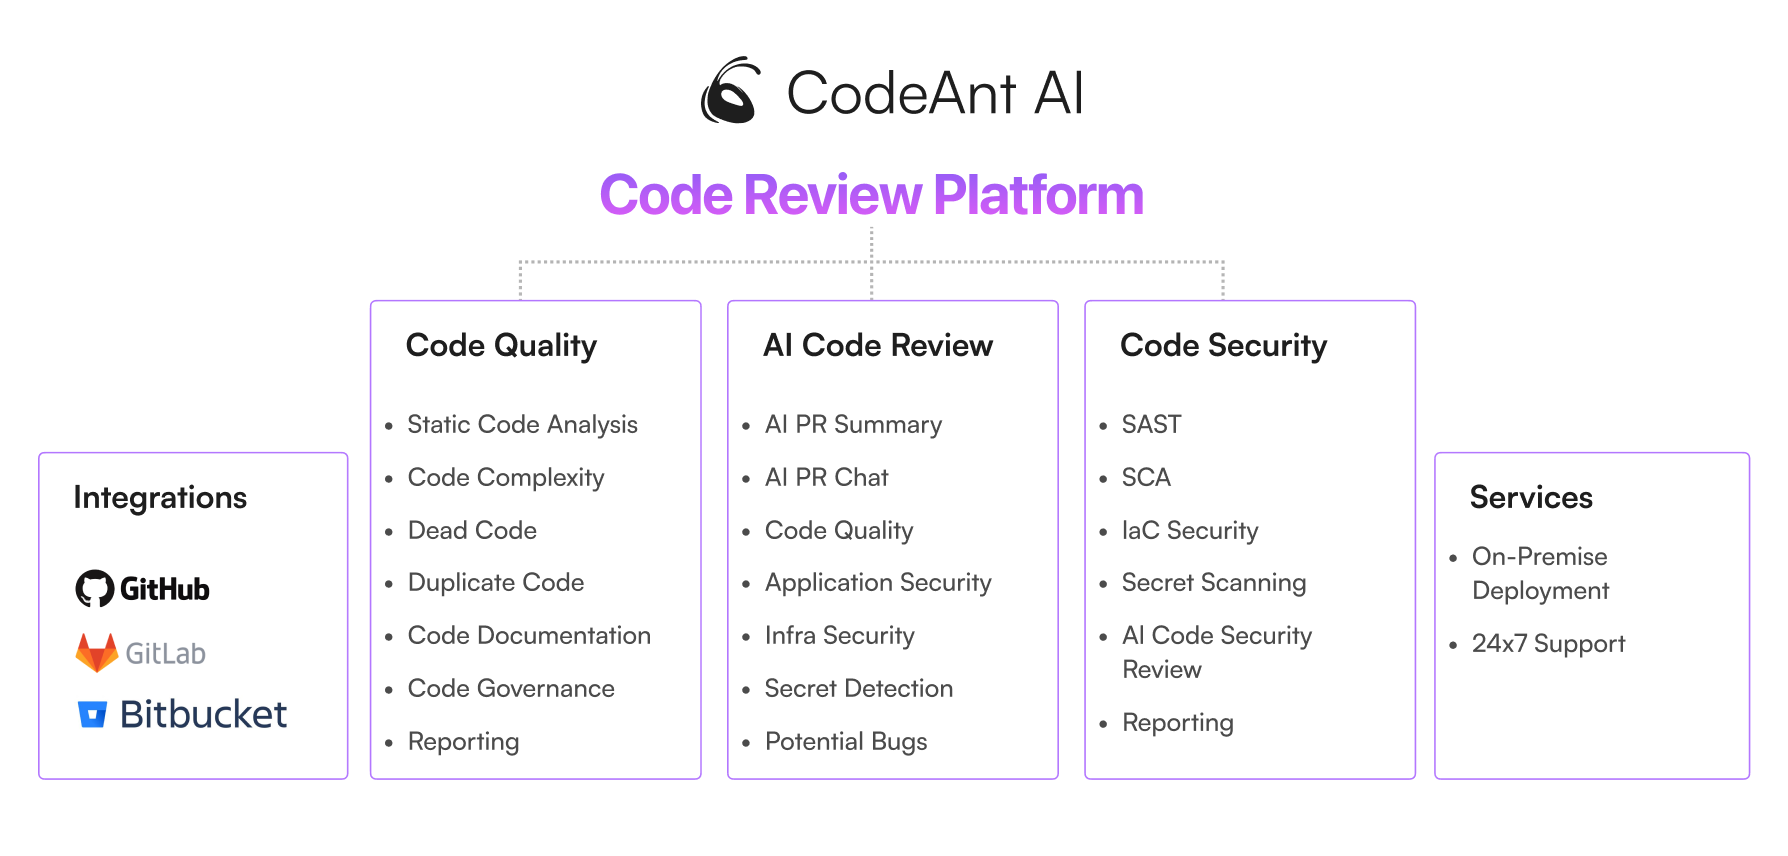 CodeAnt AI
Code Review Platform
Integrations
GitHub
GitLab
Bitbucket
Code Quality
• Static Code Analysis
• Code Complexity
• Dead Code
• Duplicate Code
• Code Documentation
• Code Governance
• Reporting
AI Code Review
• AI PR Summary
• AI PR Chat
• Code Quality
• Application Security
• Infra Security
• Secret Detection
• Potential Bugs
Code Security
• SAST
• SCA
• IaC Security
• Secret Scanning
• AI Code Security
Review
• Reporting
Services
• On-Premise
Deployment
• 24x7 Support